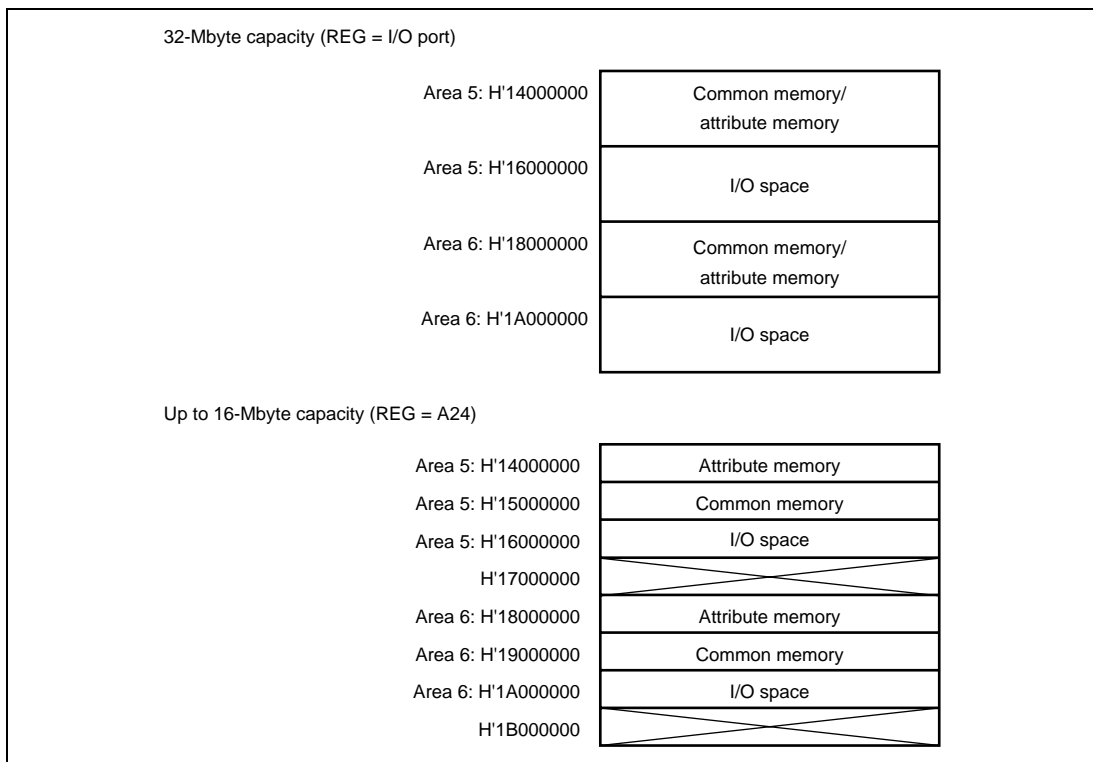 32-Mbyte capacity (REG = I/O port)
Area 5: H'14000000
Common memory/
attribute memory
Area 5: H'16000000
I/O space
Area 6: H'18000000
Common memory/
attribute memory
Area 6: H'1A000000
I/O space
Up to 16-Mbyte capacity (REG = A24)
Area 5: H'14000000 Attribute memory
Area 5: H'15000000 Common memory
Area 5: H'16000000 I/O space
H'17000000
Area 6: H'18000000 Attribute memory
Area 6: H'19000000 Common memory
Area 6: H'1A000000 I/O space
H'1B000000